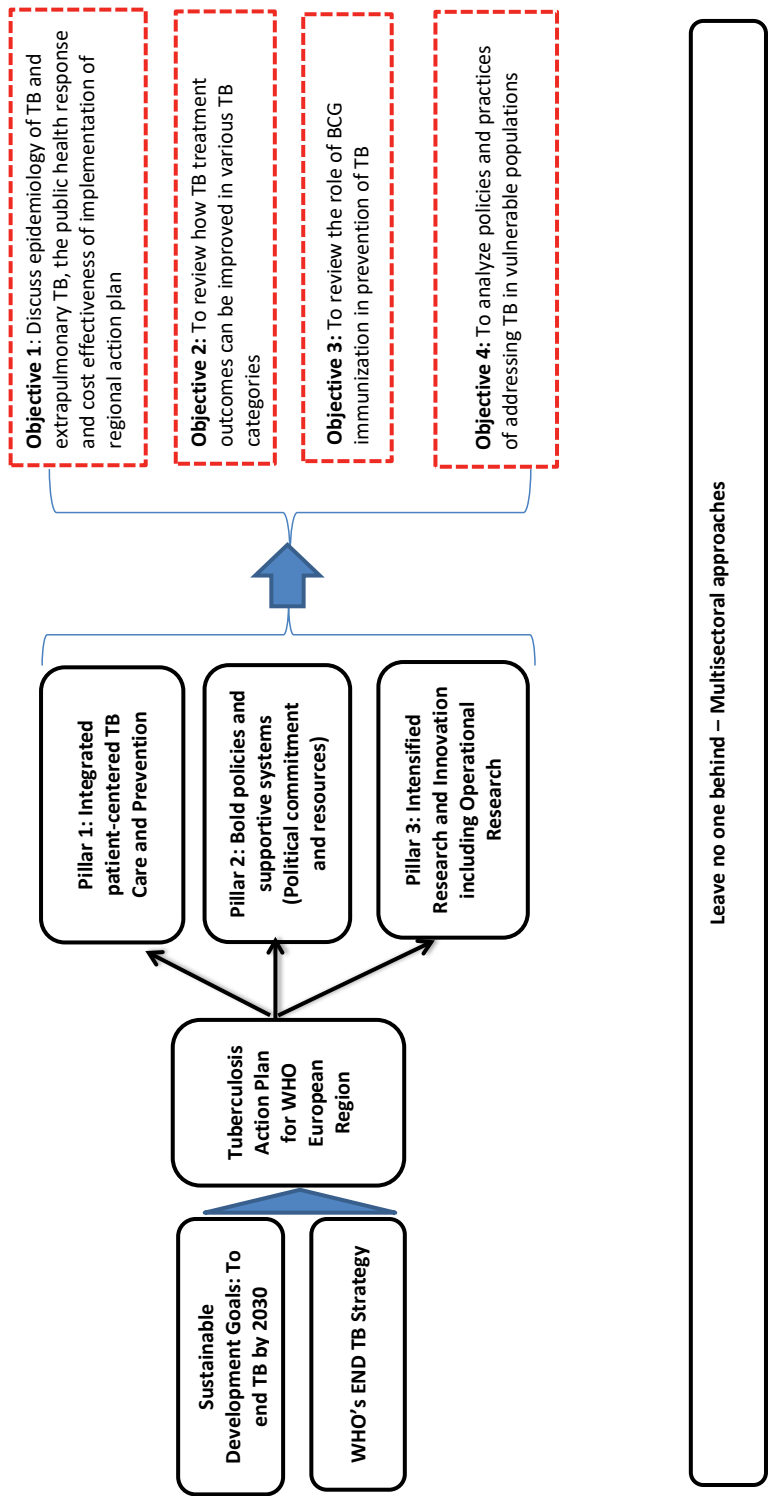 Sustainable
Development Goals: To
end TB by 2030
WHO’s END TB Strategy
Tuberculosis
Action Plan
for WHO
European
Region
Pillar 1: Integrated
patient-centered TB
Care and Prevention
Pillar 2: Bold policies and
supportive systems
(Political commitment
and resources)
Pillar 3: Intensified
Research and Innovation
including Operational
Research
Objective 1: Discuss epidemiology of TB and
extrapulmonary TB, the public health response
and cost effectiveness of implementation of
regional action plan
Objective 2: To review how TB treatment
outcomes can be improved in various TB
categories
Objective 3: To review the role of BCG
immunization in prevention of TB
Objective 4: To analyze policies and practices
of addressing TB in vulnerable populations
Leave no one behind – Multisectoral approaches